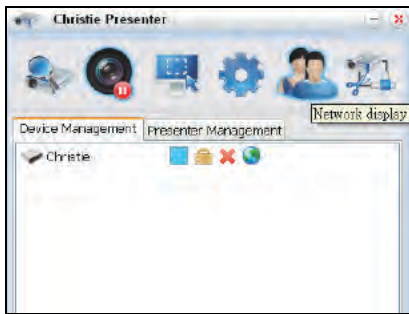 Christie Presenter
Network display
Device Management Presenter Management
Christie